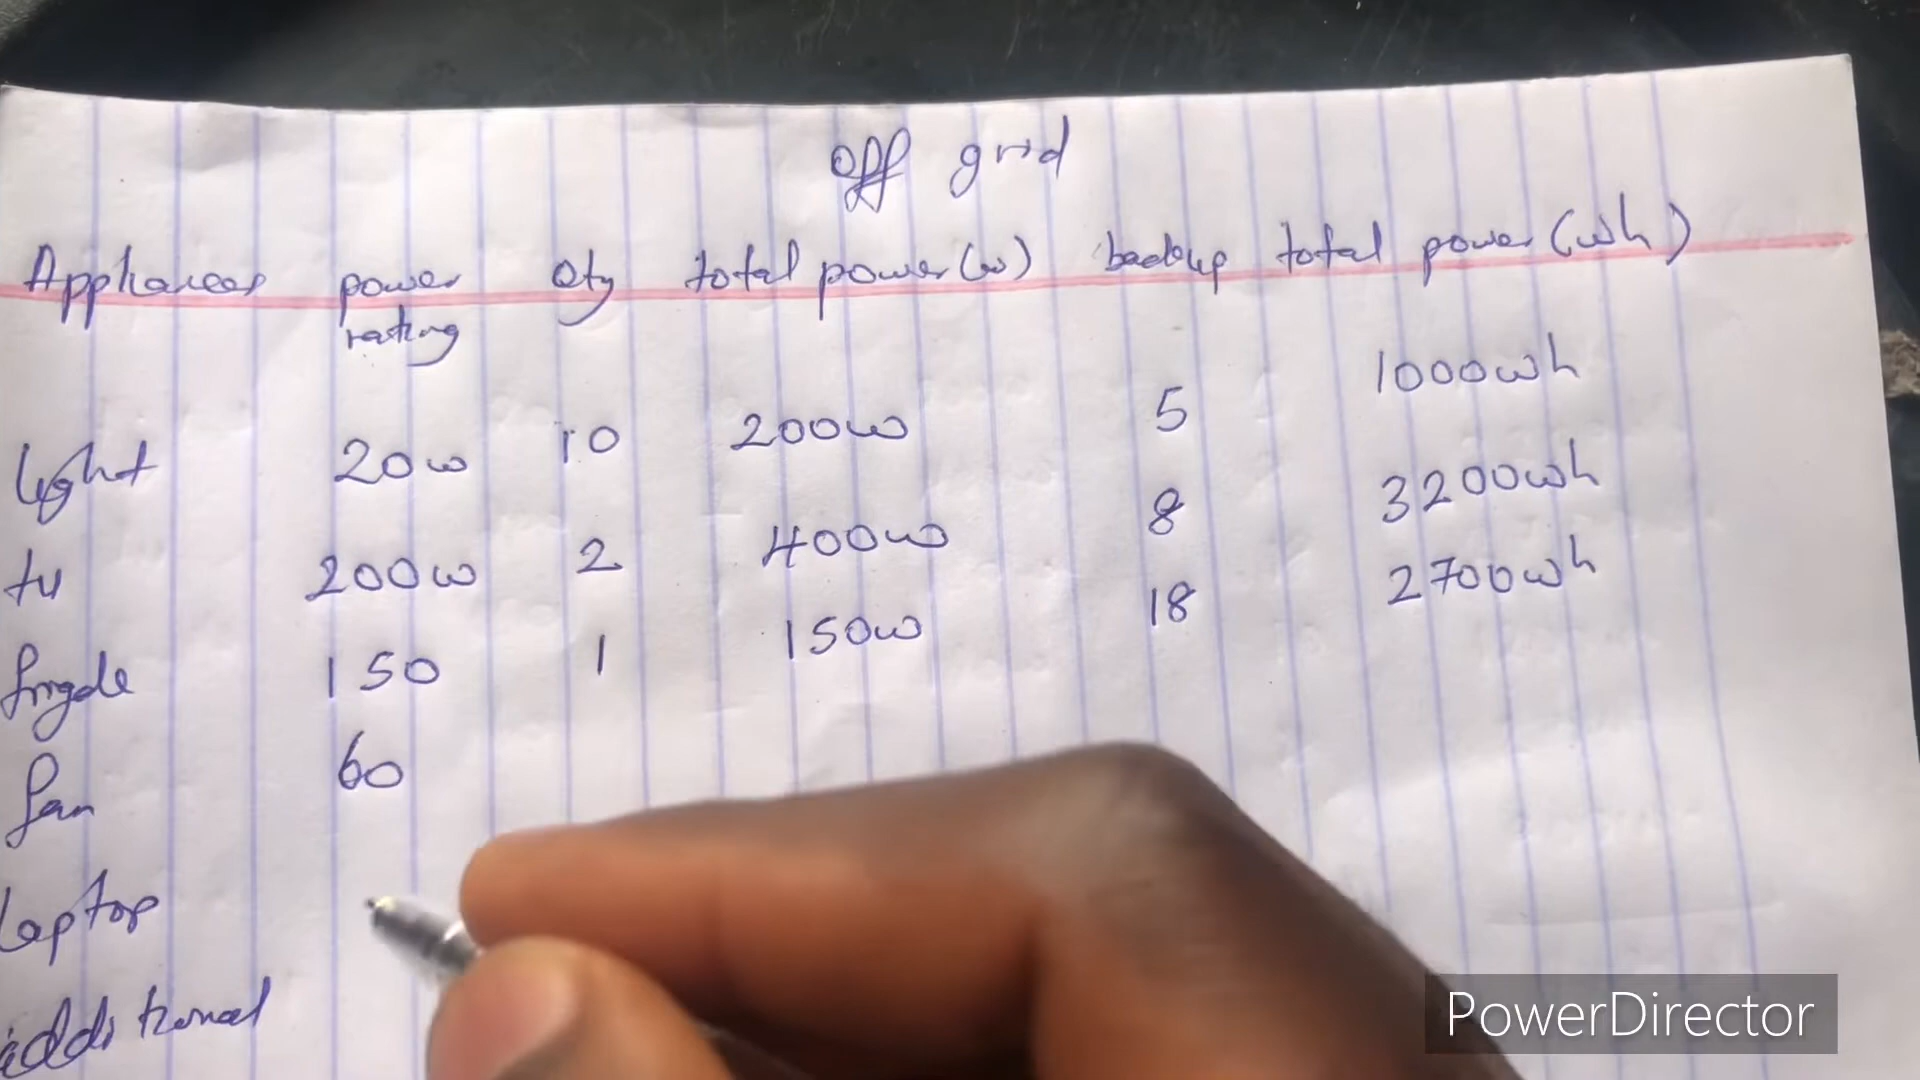 off grid
Appliances power rating Qty total power (w) backup total power (wh)
light 20w 10 200w 5 1000wh
tv 200w 2 400w 8 3200wh
frigde 150 1 150w 18 2700wh
fan 60
laptop
additional
PowerDirector